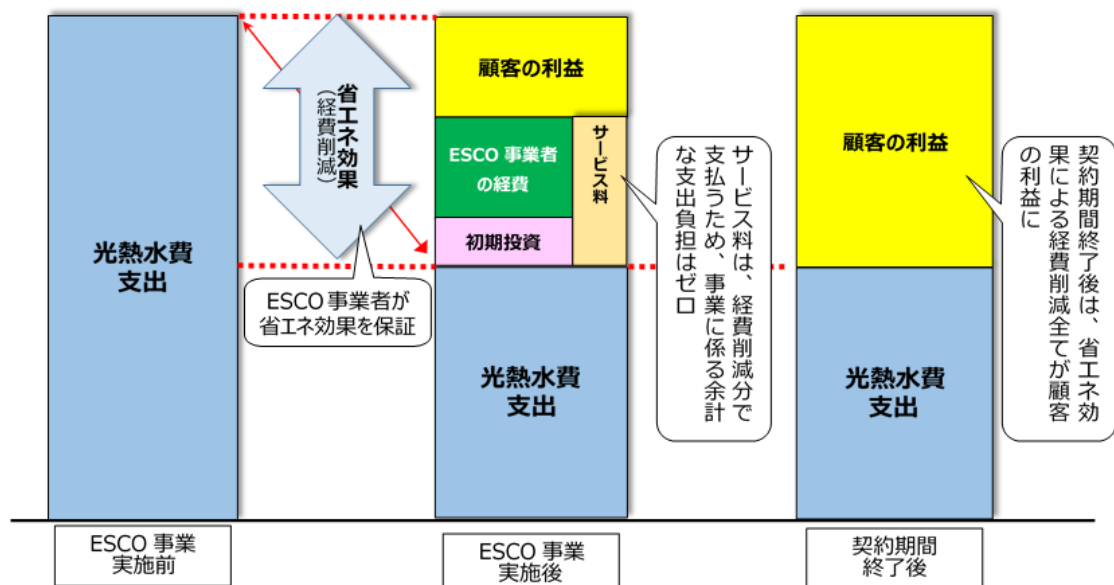 光熱水費
支出
省エネ効果
(経費削減)
ESCO 事業者が
省エネ効果を保証
顧客の利益
ESCO 事業者
の経費
サービス料
初期投資
光熱水費
支出
サービス料は、経費削減分で
支払うため、事業に係る余計
な支出負担はゼロ
顧客の利益
光熱水費
支出
契約期間終了後は、省エネ効
果による経費削減全てが顧客
の利益に
ESCO 事業
実施前
ESCO 事業
実施後
契約期間
終了後